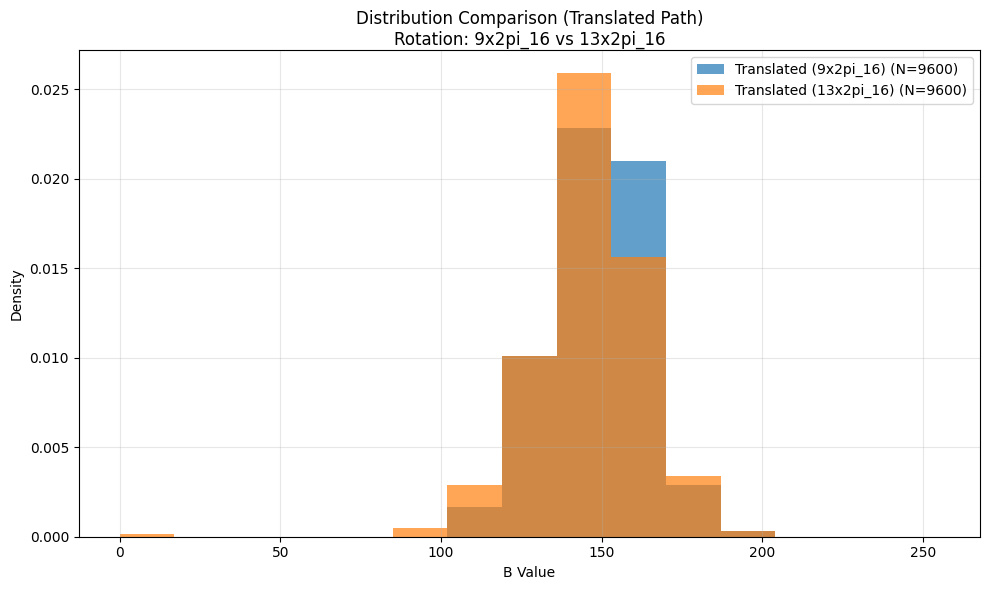 Distribution Comparison (Translated Path)
Rotation: 9x2pi_16 vs 13x2pi_16
Translated (9x2pi_16) (N=9600)
Translated (13x2pi_16) (N=9600)
0.025
0.020
0.015
0.010
0.005
0.000
Density
0 50 100 150 200 250
B Value